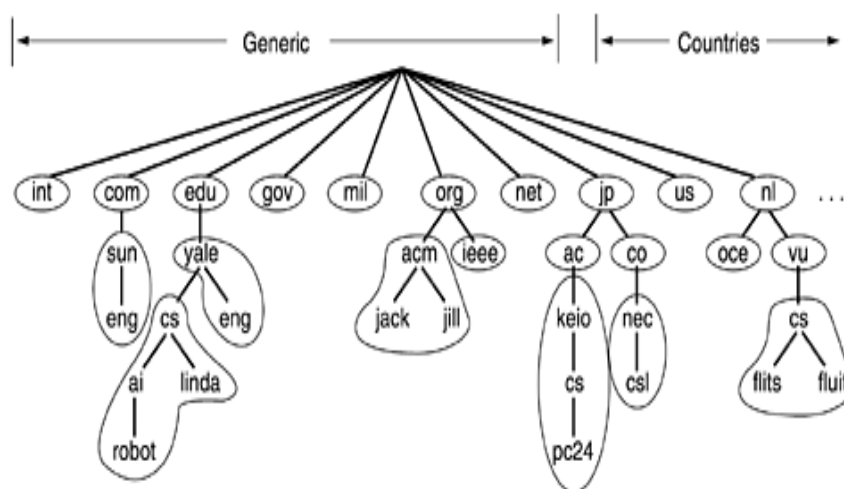 Generic Countries
int com edu gov mil org net jp us nl ...
sun yale acm ieee ac co oce vu
eng cs eng jack jill keio nec cs
ai linda cs csl flits fluit
robot pc24